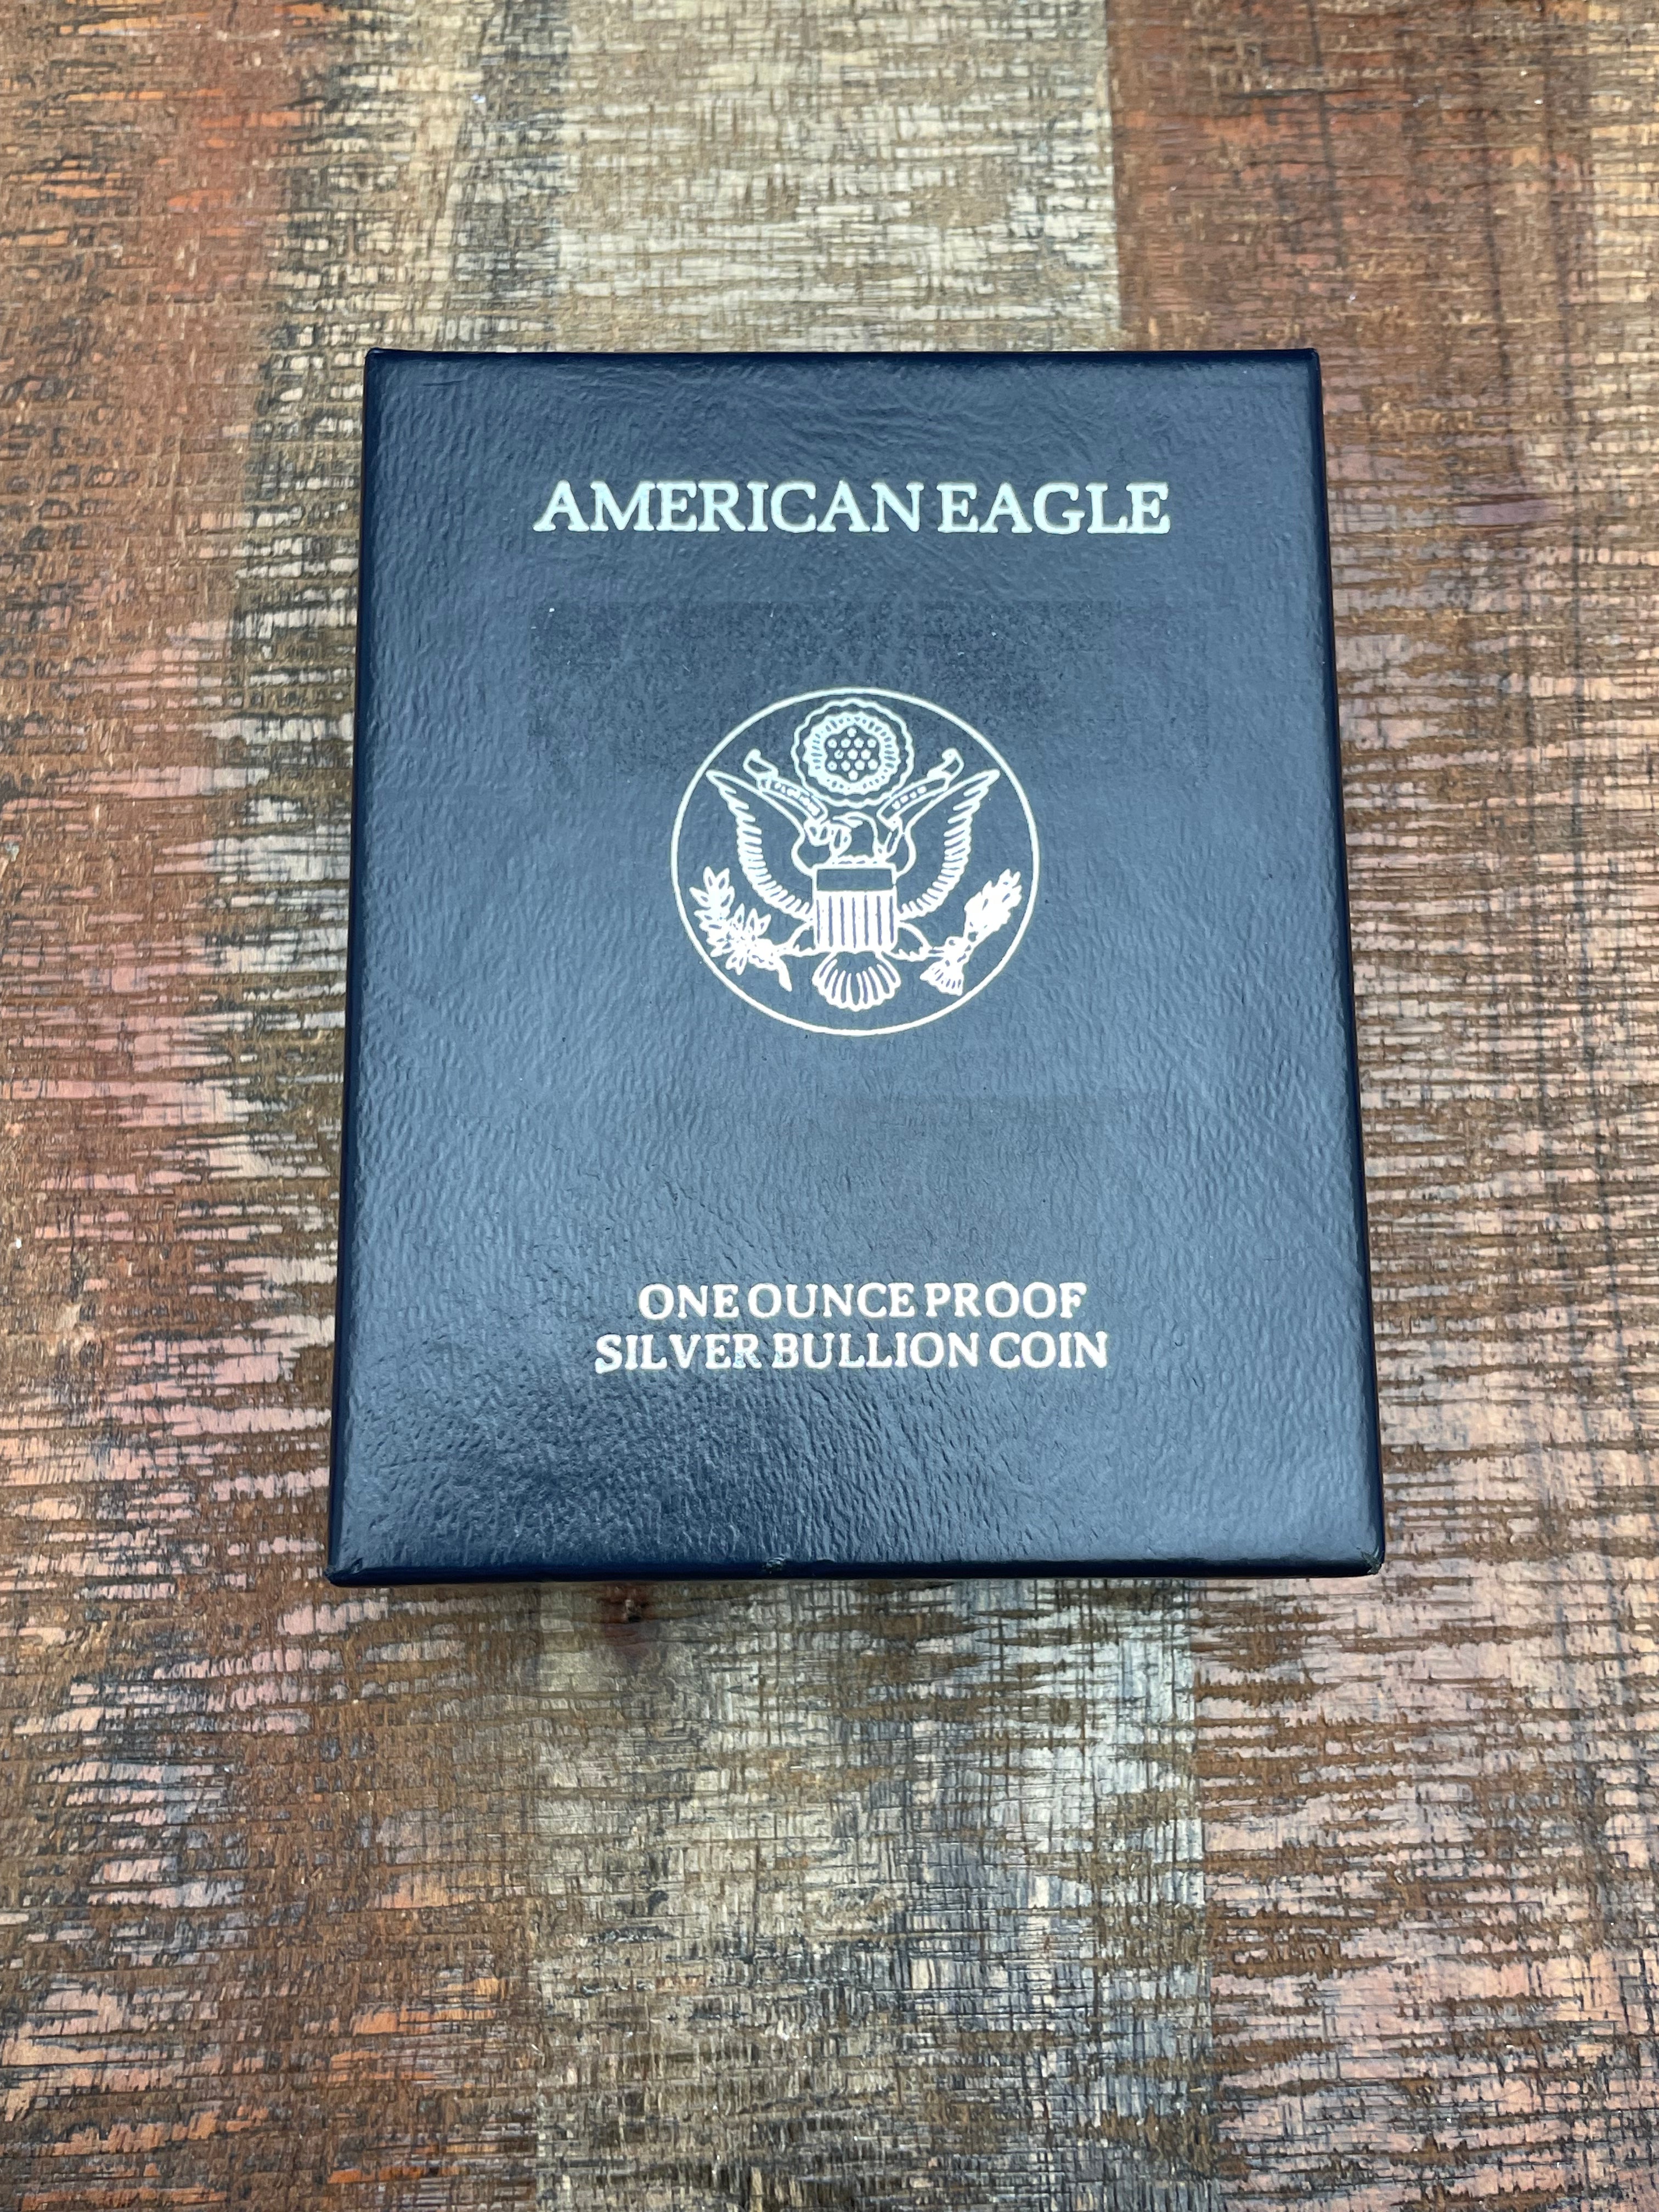 AMERICAN EAGLE
ONE OUNCE PROOF
SILVER BULLION COIN